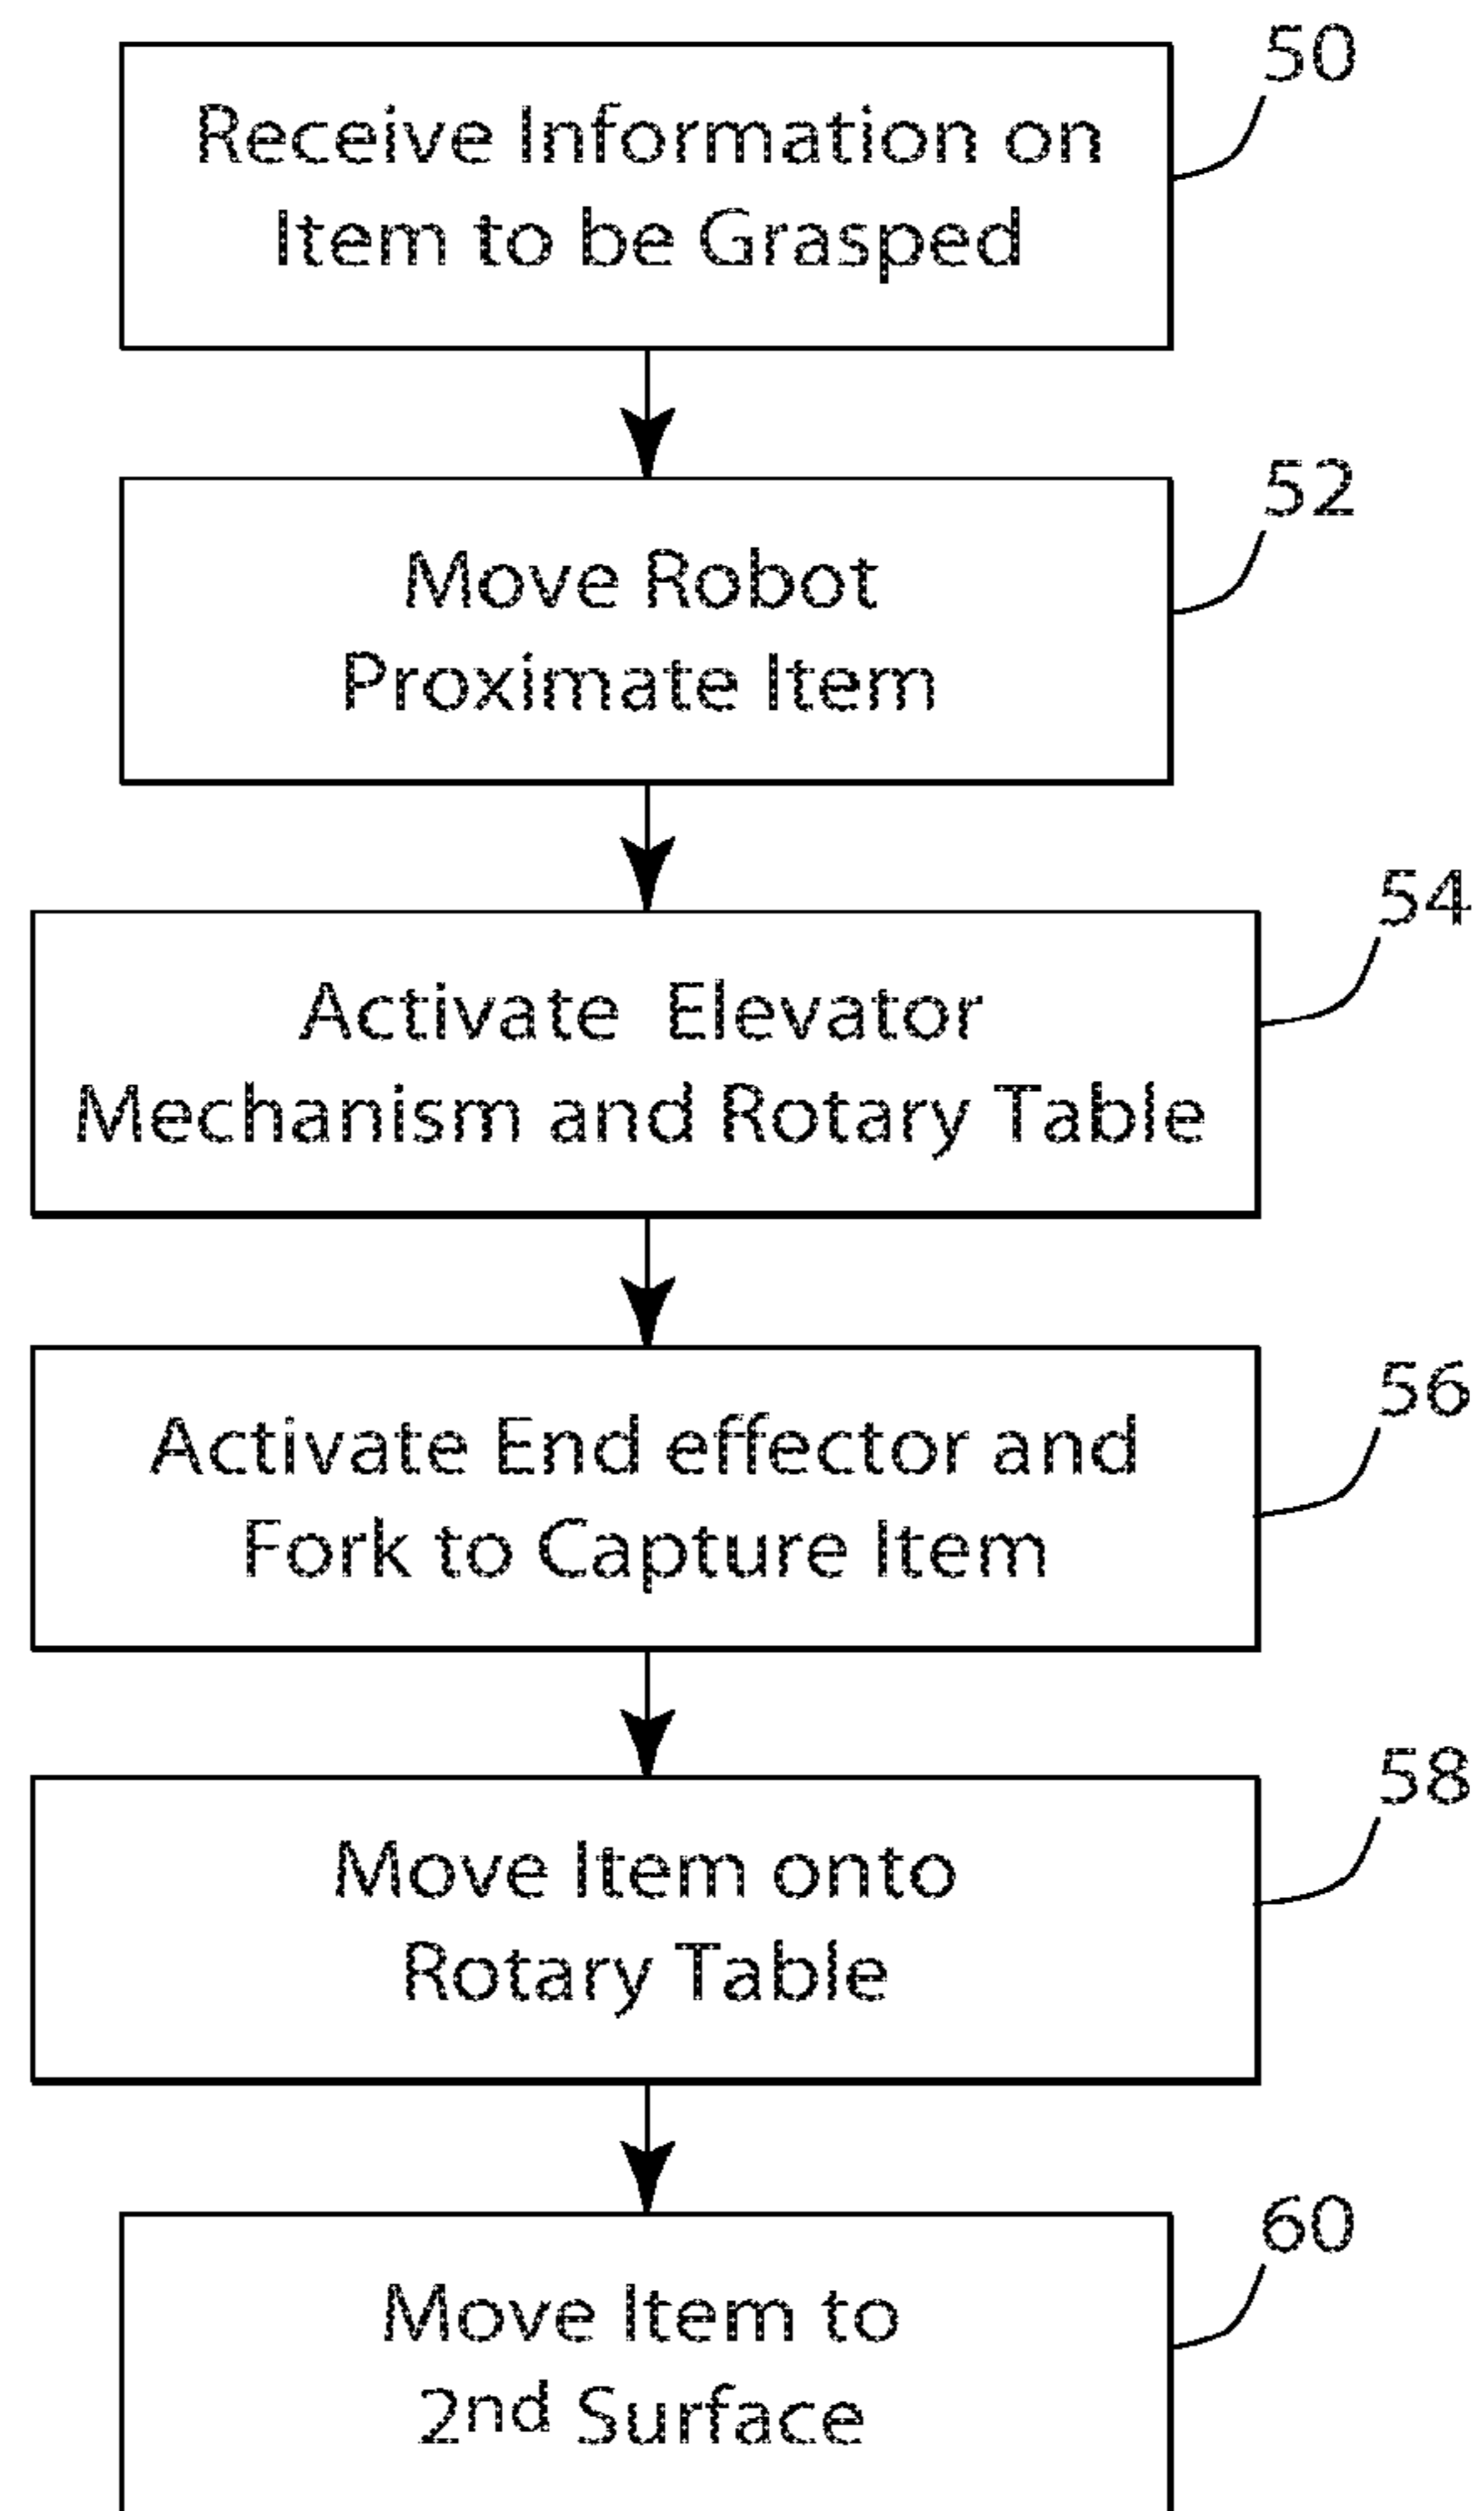 50
Receive Information on
Item to be Grasped
52
Move Robot
Proximate Item
54
Activate Elevator
Mechanism and Rotary Table
56
Activate End effector and
Fork to Capture Item
58
Move Item onto
Rotary Table
60
Move Item to
2nd Surface